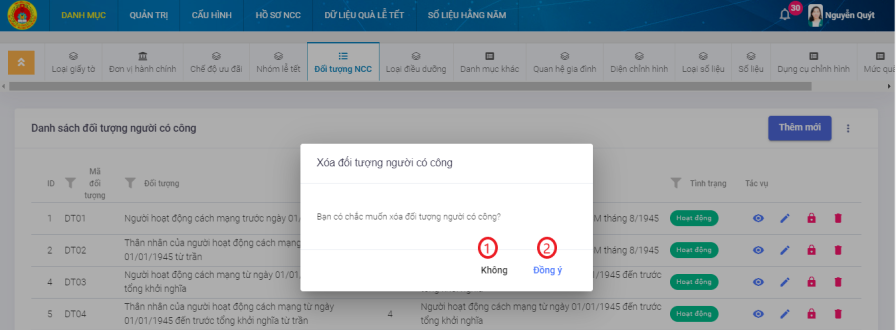 DANH MỤC QUẢN TRỊ CẤU HÌNH HỒ SƠ NCC DỮ LIỆU QUÀ LỄ TẾT SỐ LIỆU HẰNG NĂM 30 Nguyễn Quýt
Loại giấy tờ Đơn vị hành chính Chế độ ưu đãi Nhóm lễ tết Đối tượng NCC Loại điều dưỡng Danh mục khác Quan hệ gia đình Diện chỉnh hình Loại số liệu Số liệu Dụng cụ chỉnh hình Mức quà
Danh sách đối tượng người có công Thêm mới
Xóa đối tượng người có công
ID Mã đối tượng Đối tượng Tình trạng Tác vụ
Bạn có chắc muốn xóa đối tượng người có công?
1 DT01 Người hoạt động cách mạng trước ngày 01/ M tháng 8/1945 Hoạt động
2 DT02 Thân nhân của người hoạt động cách mạng M tháng 8/1945 Hoạt động
01/01/1945 từ trần
1 2
Không Đồng ý
4 DT03 Người hoạt động cách mạng từ ngày 01/01 /1945 đến trước Hoạt động
tổng khởi nghĩa
5 DT04 Thân nhân của người hoạt động cách mạng từ ngày 4 Người hoạt động cách mạng từ ngày 01/01/1945 đến trước Hoạt động
01/01/1945 đến trước tổng khởi nghĩa từ trần tổng khởi nghĩa